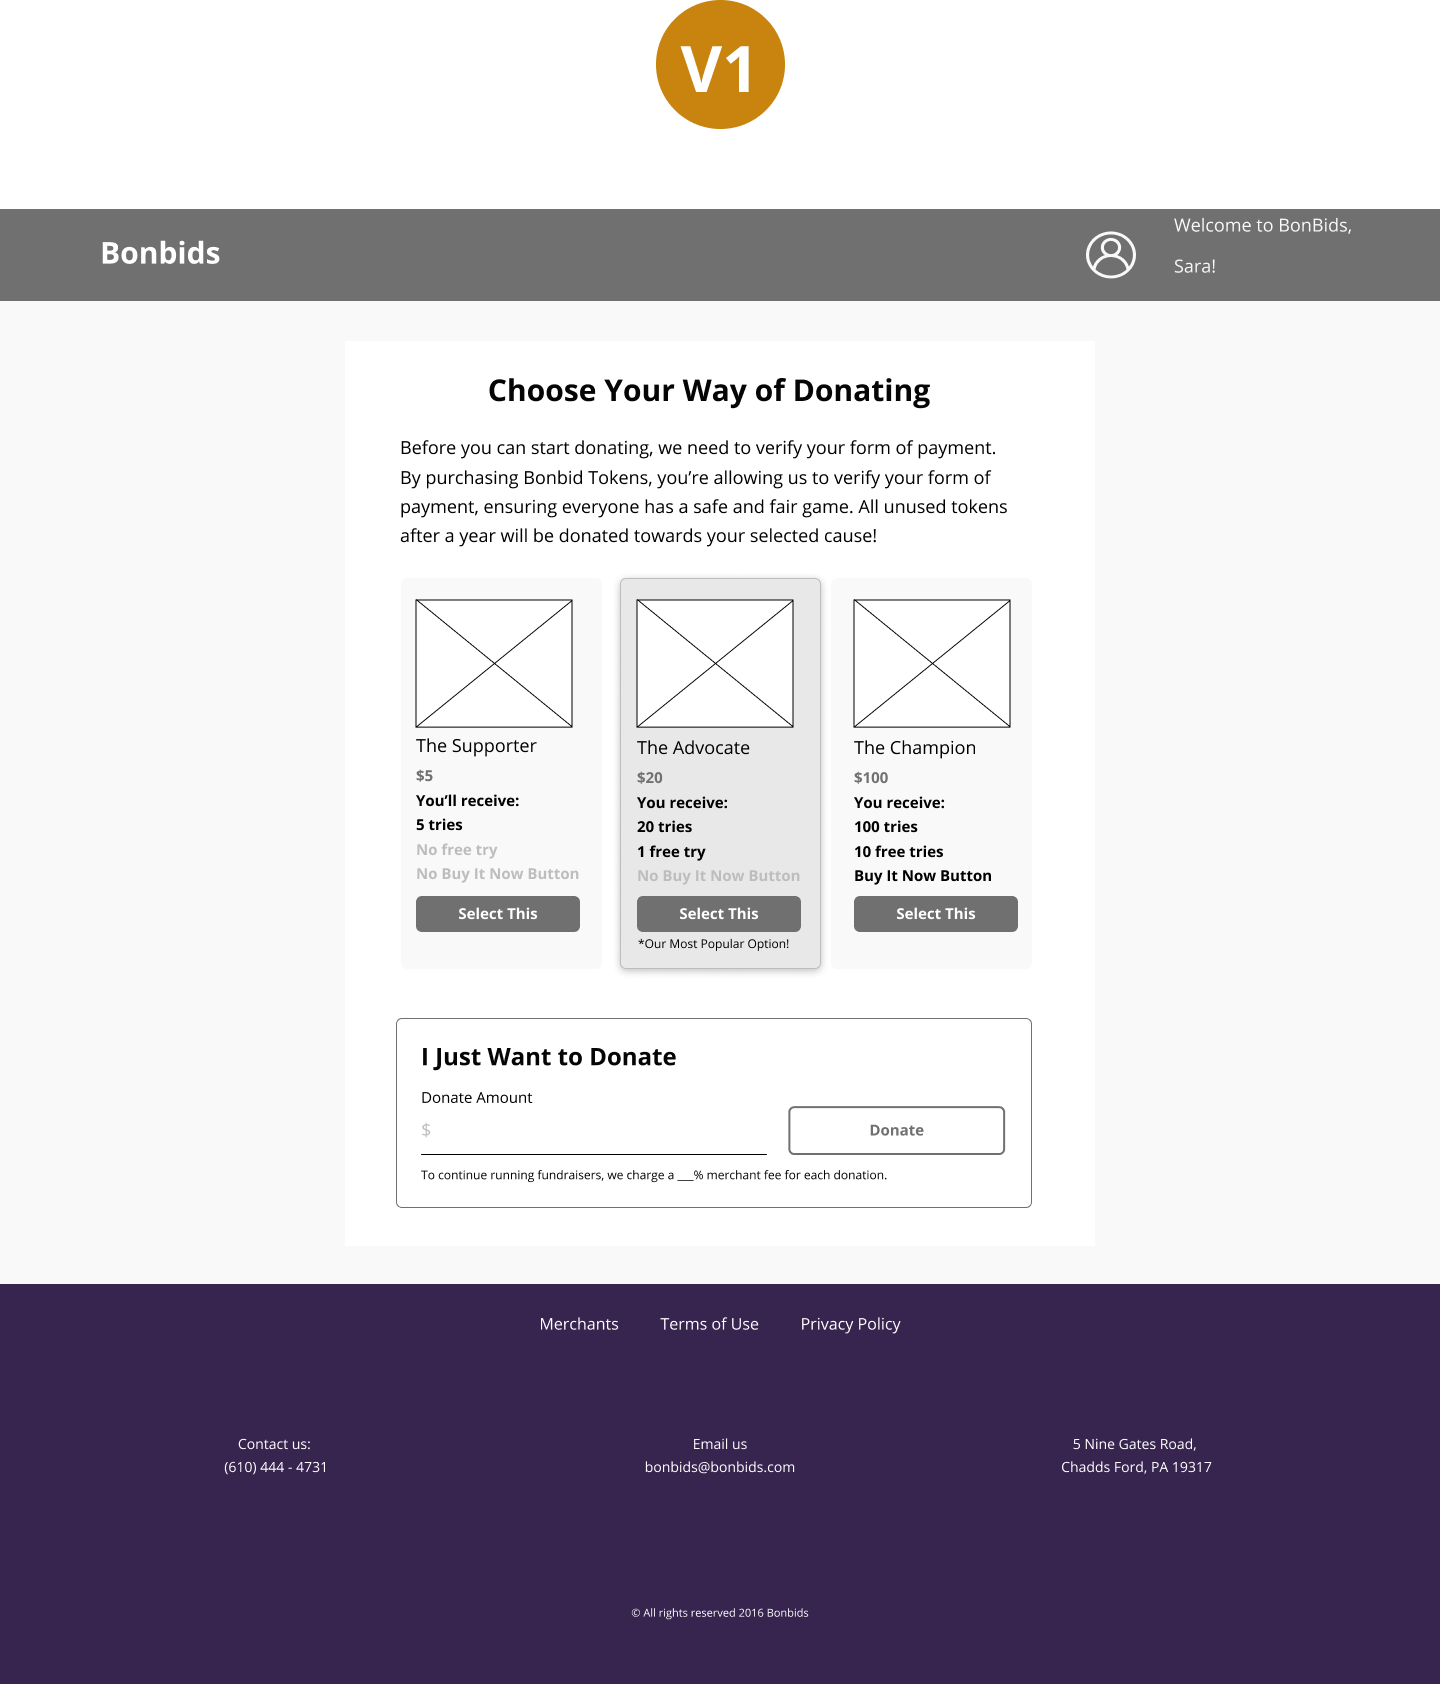 V1
Bonbids
Welcome to BonBids,
Sara!
Choose Your Way of Donating
Before you can start donating, we need to verify your form of payment.
By purchasing Bonbid Tokens, you’re allowing us to verify your form of
payment, ensuring everyone has a safe and fair game. All unused tokens
after a year will be donated towards your selected cause!
The Supporter
$5
You’ll receive:
5 tries
No free try
No Buy It Now Button
Select This
The Advocate
$20
You receive:
20 tries
1 free try
No Buy It Now Button
Select This
*Our Most Popular Option!
The Champion
$100
You receive:
100 tries
10 free tries
Buy It Now Button
Select This
I Just Want to Donate
Donate Amount
$
Donate
To continue running fundraisers, we charge a ___% merchant fee for each donation.
Merchants
Terms of Use
Privacy Policy
Contact us:
(610) 444 - 4731
Email us
bonbids@bonbids.com
5 Nine Gates Road,
Chadds Ford, PA 19317
© All rights reserved 2016 Bonbids